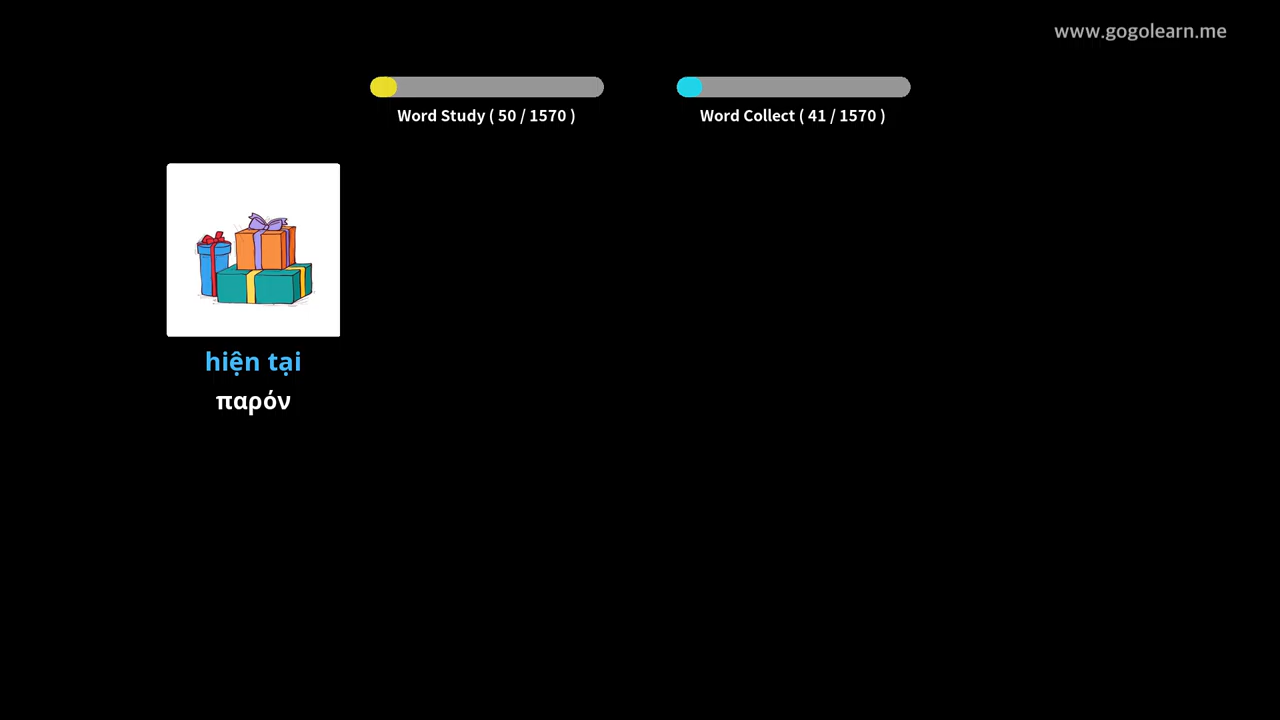 www.gogolearn.me
Word Study ( 50 / 1570 )
Word Collect ( 41 / 1570 )
hiện tại
παρόν